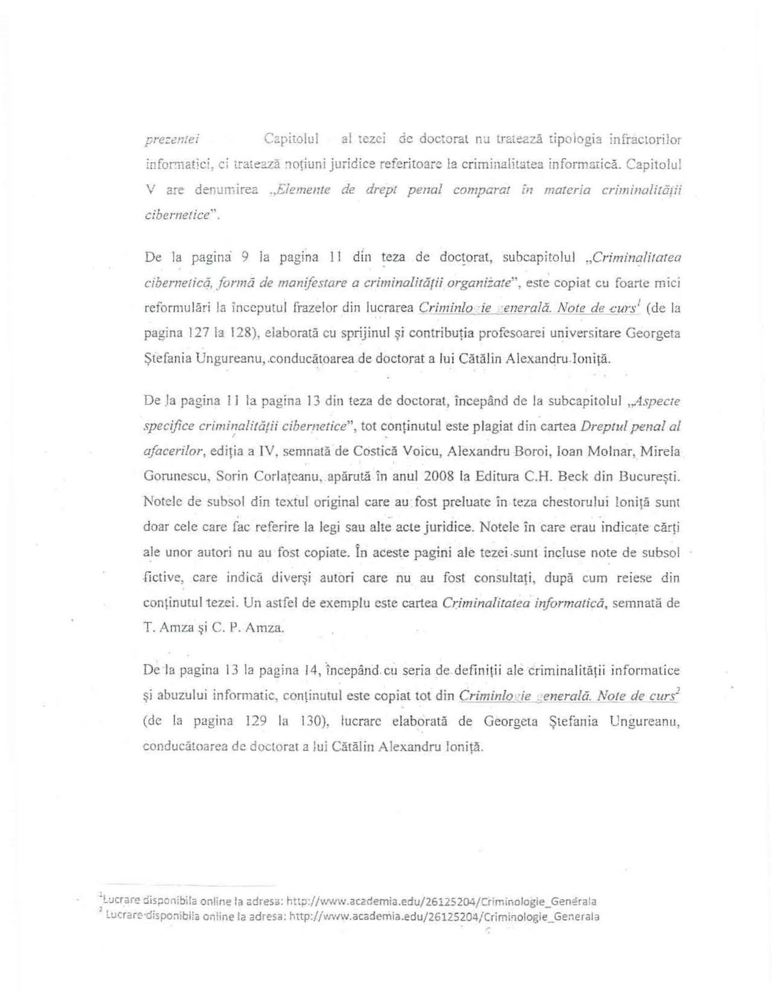 prezentei Capitolul al tezei de doctorat nu tratează tipologia infractorilor
informatici, ci tratează noțiuni juridice referitoare la criminalitatea informatică. Capitolul
V are denumirea „Elemente de drept penal comparat în materia criminalității
cibernetice”.
De la pagina 9 la pagina 11 din teza de doctorat, subcapitolul „Criminalitatea
cibernetică, formă de manifestare a criminalității organizate”, este copiat cu foarte mici
reformulări la începutul frazelor din lucrarea Criminlo ie enerală. Note de curs1 (de la
pagina 127 la 128), elaborată cu sprijinul și contribuția profesoarei universitare Georgeta
Ștefania Ungureanu, conducătoarea de doctorat a lui Cătălin Alexandru Ioniță.
De la pagina 11 la pagina 13 din teza de doctorat, începând de la subcapitolul „Aspecte
specifice criminalității cibernetice”, tot conținutul este plagiat din cartea Dreptul penal al
afacerilor, ediția a IV, semnată de Costică Voicu, Alexandru Boroi, Ioan Molnar, Mirela
Gorunescu, Sorin Corlațeanu, apărută în anul 2008 la Editura C.H. Beck din București.
Notele de subsol din textul original care au fost preluate în teza chestorului Ioniță sunt
doar cele care fac referire la legi sau alte acte juridice. Notele în care erau indicate cărți
ale unor autori nu au fost copiate. În aceste pagini ale tezei sunt incluse note de subsol
fictive, care indică diverși autori care nu au fost consultați, după cum reiese din
conținutul tezei. Un astfel de exemplu este cartea Criminalitatea informatică, semnată de
T. Amza și C. P. Amza.
De la pagina 13 la pagina 14, începând cu seria de definiții ale criminalității informatice
și abuzului informatic, conținutul este copiat tot din Criminlo ie enerală. Note de curs2
(de la pagina 129 la 130), lucrare elaborată de Georgeta Ștefania Ungureanu,
conducătoarea de doctorat a lui Cătălin Alexandru Ioniță.
1Lucrare disponibila online la adresa: http://www.academia.edu/26125204/Criminologie_Generala
2 Lucrare disponibila online la adresa: http://www.academia.edu/26125204/Criminologie_Generala